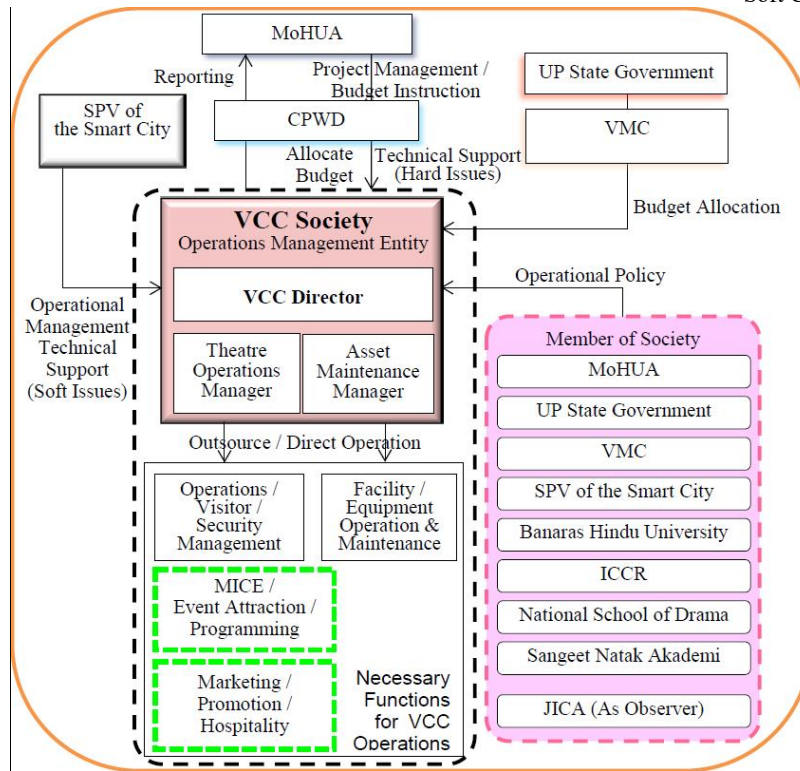 MoHUA
Reporting
Project Management /
Budget Instruction
UP State Government
SPV of
the Smart City
CPWD
VMC
Allocate
Budget
Technical Support
(Hard Issues)
VCC Society
Operations Management Entity
Budget Allocation
VCC Director
Operational Policy
Operational
Management
Technical
Support
(Soft Issues)
Theatre
Operations
Manager
Asset
Maintenance
Manager
Member of Society
MoHUA
UP State Government
VMC
SPV of the Smart City
Banaras Hindu University
ICCR
National School of Drama
Sangeet Natak Akademi
JICA (As Observer)
Outsource / Direct Operation
Operations /
Visitor /
Security
Management
Facility /
Equipment
Operation &
Maintenance
MICE /
Event Attraction /
Programming
Marketing /
Promotion /
Hospitality
Necessary
Functions
for VCC
Operations